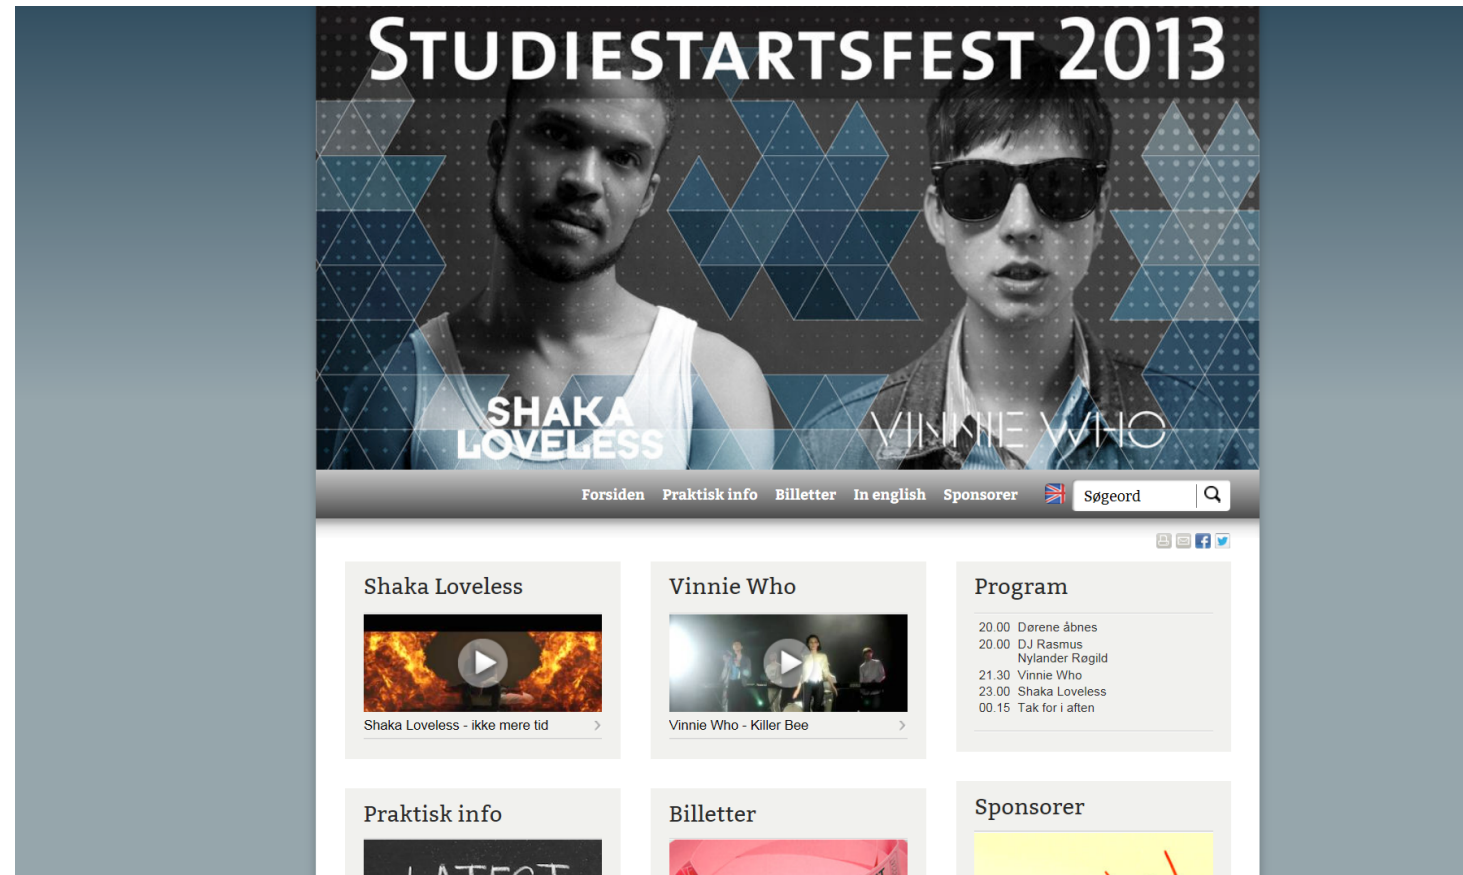 STUDIESTARTSFEST 2013
SHAKA
LOVELESS
VINNIE WHO
Forsiden Praktisk info Billetter In english Sponsorer Søgeord
Shaka Loveless
Shaka Loveless - ikke mere tid
Vinnie Who
Vinnie Who - Killer Bee
Program
20.00 Dørene åbnes
20.00 DJ Rasmus
Nylander Røgild
21.30 Vinnie Who
23.00 Shaka Loveless
00.15 Tak for i aften
Praktisk info
LATEST
Billetter
Sponsorer